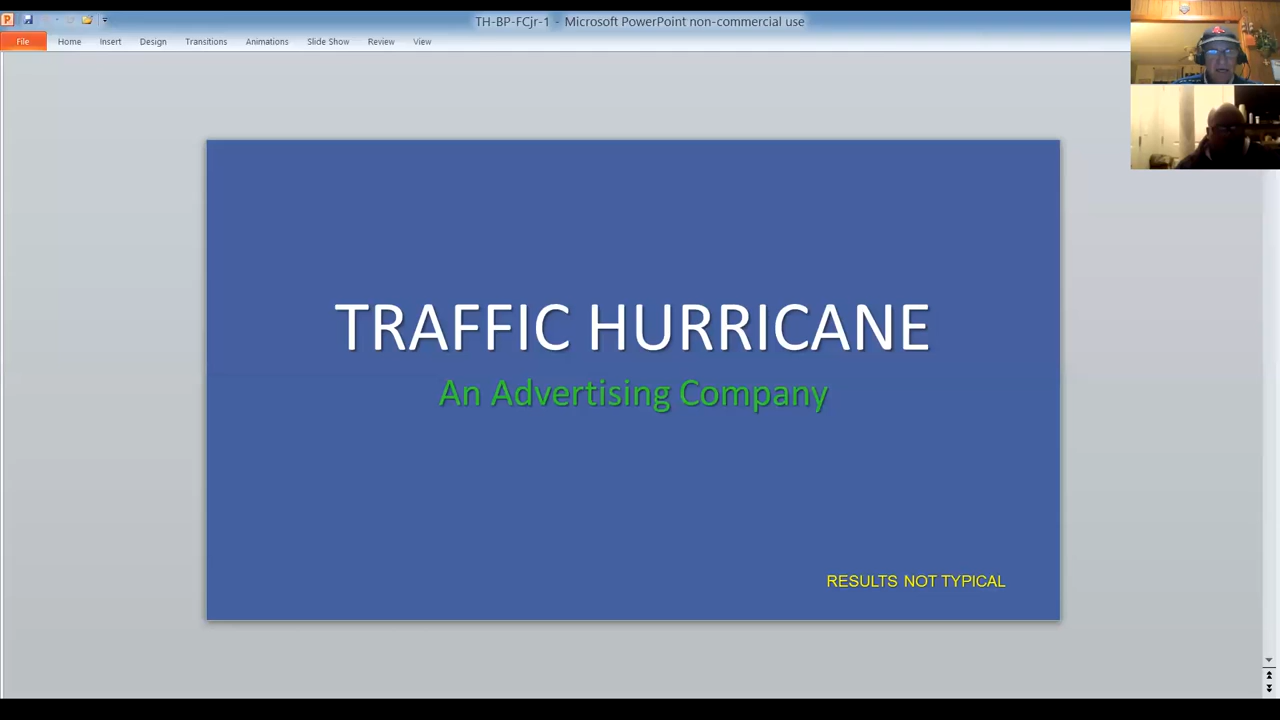 TH-BP-FCjr-1 - Microsoft PowerPoint non-commercial use
File Home Insert Design Transitions Animations Slide Show Review View
TRAFFIC HURRICANE
An Advertising Company
RESULTS NOT TYPICAL